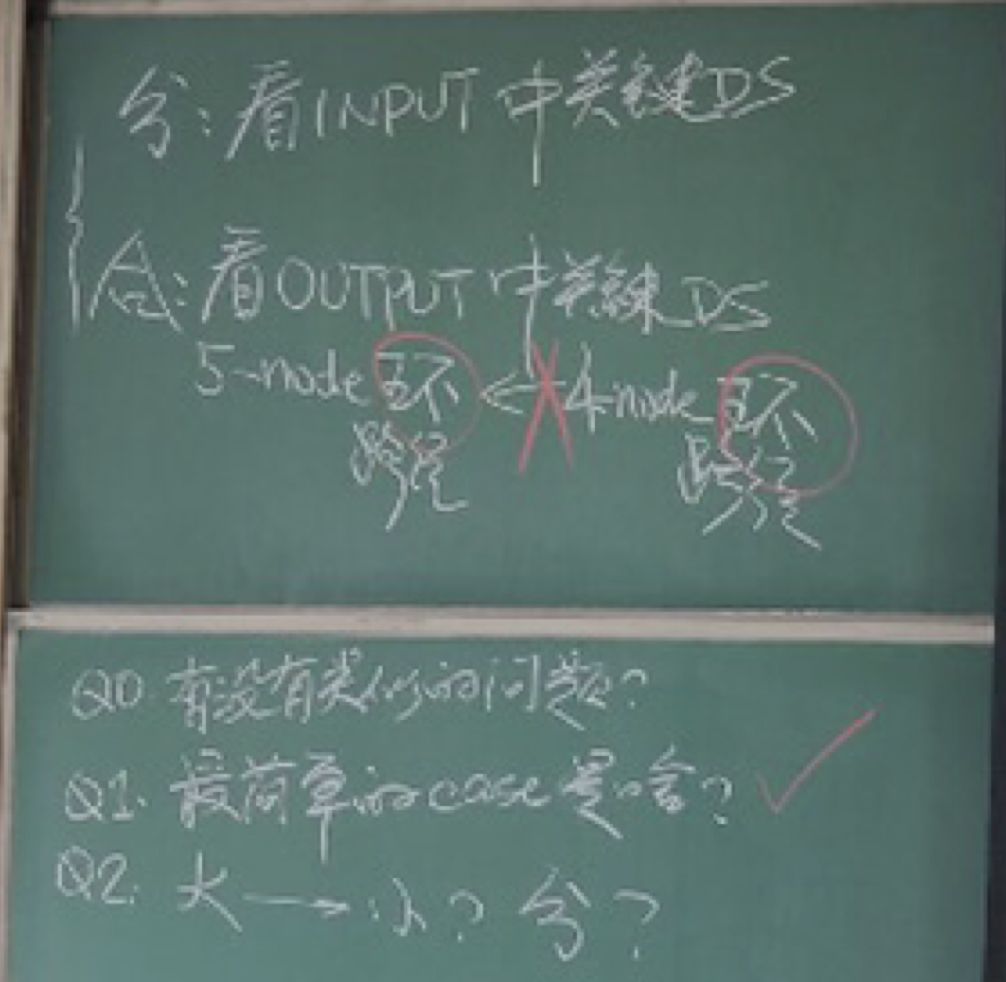 分:看INPUT中关键DS
合:看OUTPUT中关键DS
5-node环 ← 4-node环
路径 路径
Q0 有没有类似的问题?
Q1. 最简单的case是啥?
Q2. 大→小?分?